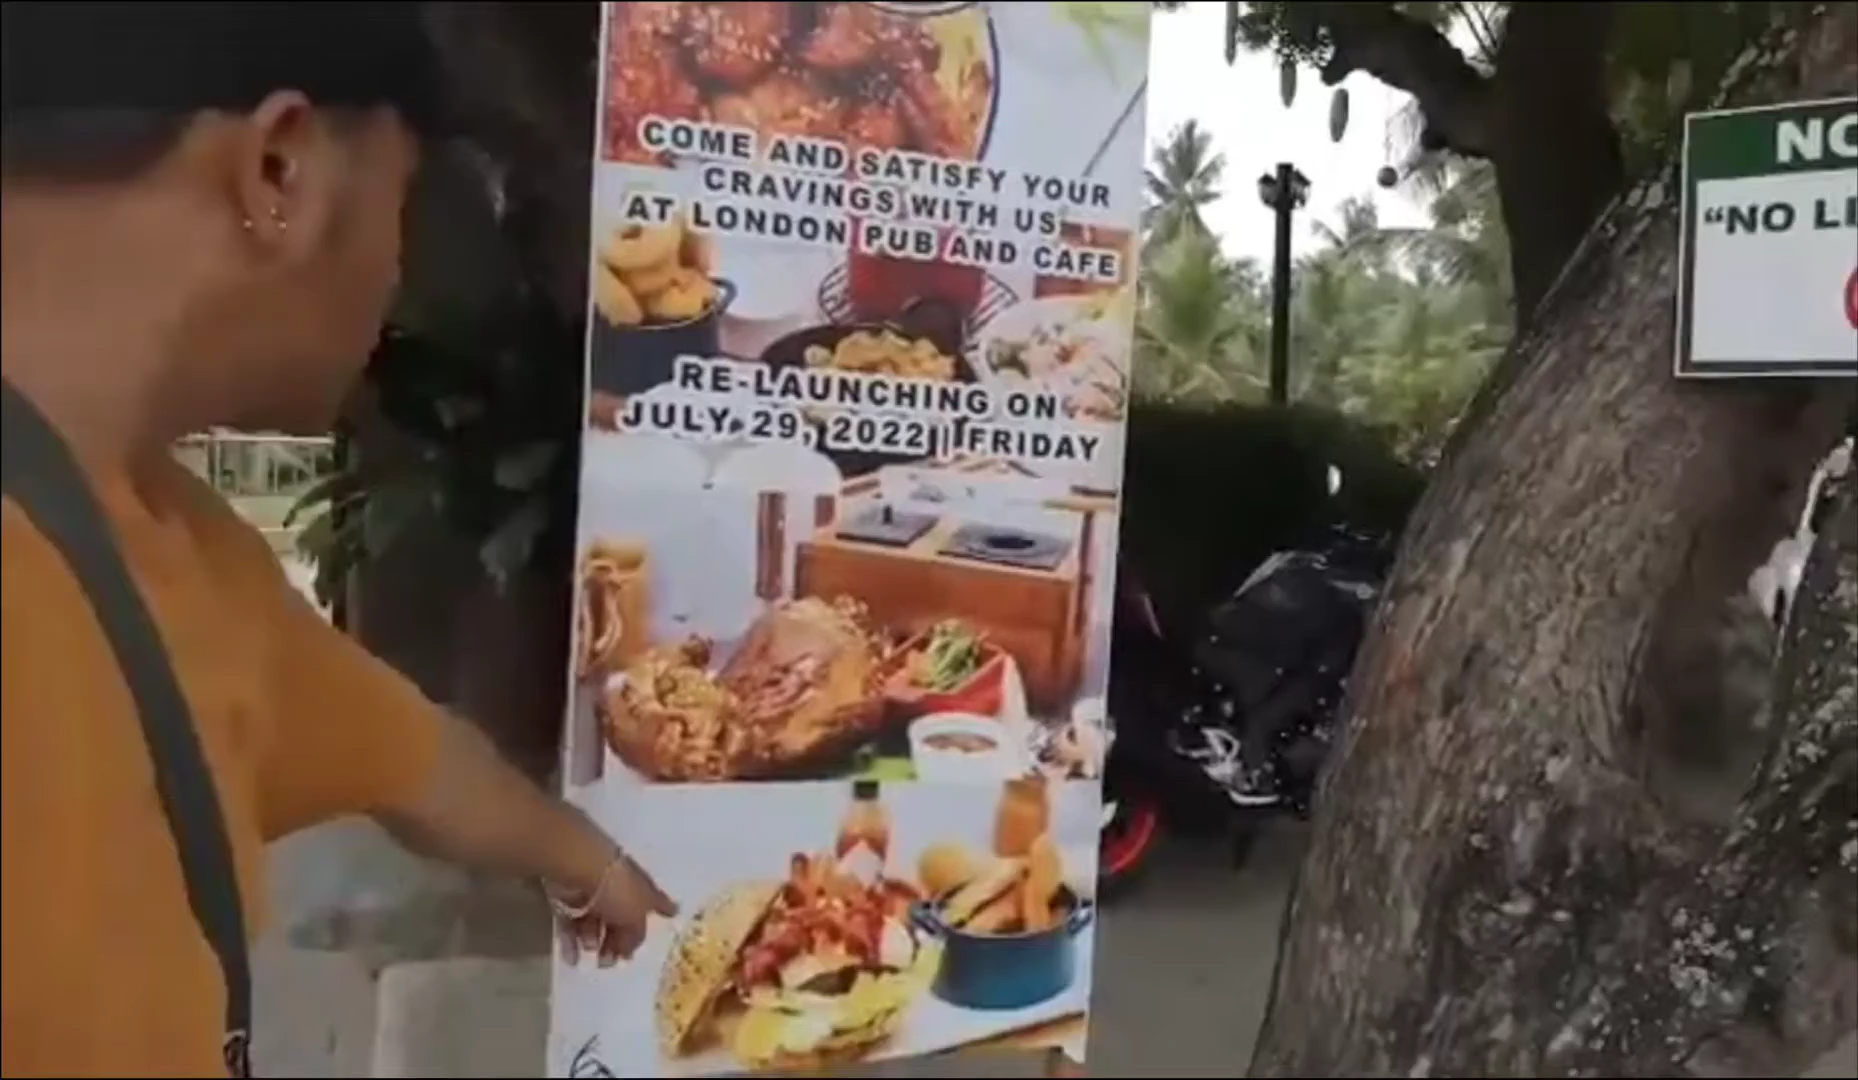 COME AND SATISFY YOUR
CRAVINGS WITH US
AT LONDON PUB AND CAFE
RE-LAUNCHING ON
JULY 29, 2022 || FRIDAY
"NO